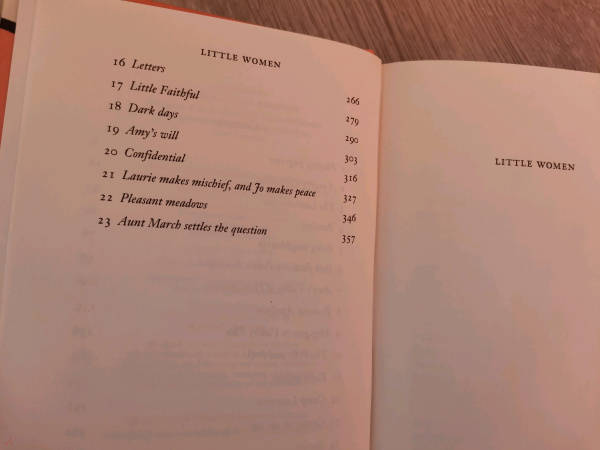 LITTLE WOMEN
16 Letters 266
17 Little Faithful 279
18 Dark days 290
19 Amy's will 303
20 Confidential 316
21 Laurie makes mischief, and Jo makes peace 327
22 Pleasant meadows 346
23 Aunt March settles the question 357
LITTLE WOMEN